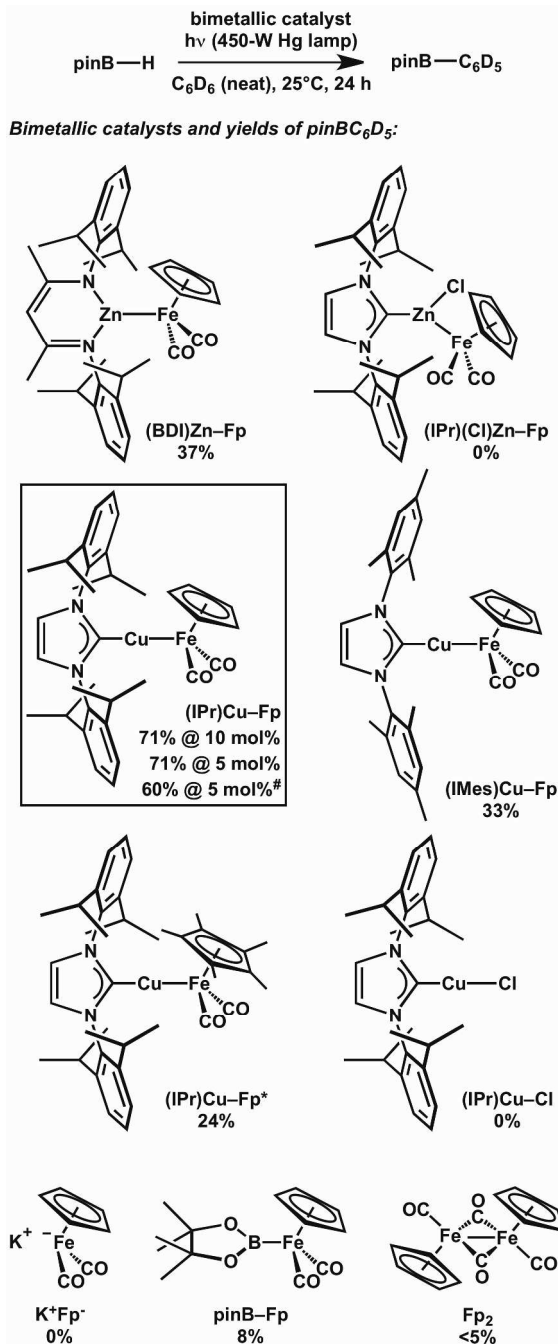 bimetallic catalyst
hν (450-W Hg lamp)
pinB—H
pinB—C₆D₅
C₆D₆ (neat), 25°C, 24 h
Bimetallic catalysts and yields of pinBC₆D₅:
N
Zn
Fe
N
CO
CO
(BDI)Zn–Fp
37%
N
Cl
Zn
N
Fe
OC
CO
(IPr)(Cl)Zn–Fp
0%
N
Cu
Fe
N
CO
CO
(IPr)Cu–Fp
71% @ 10 mol%
71% @ 5 mol%
60% @ 5 mol%#
N
Cu
Fe
N
CO
CO
(IMes)Cu–Fp
33%
N
Cu
Fe
N
CO
CO
(IPr)Cu–Fp*
24%
N
Cu
Cl
N
(IPr)Cu–Cl
0%
K⁺
⁻Fe
CO
CO
K⁺Fp⁻
0%
O
B
Fe
O
CO
CO
pinB–Fp
8%
OC
O
C
Fe
Fe
C
O
CO
Fp₂
<5%